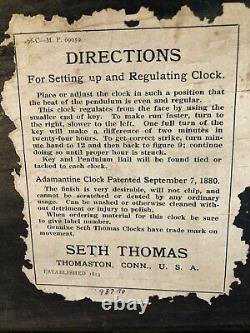 DIRECTIONS
For Setting up and Regulating Clock.
Place or adjust the clock in such a position that
the beat of the pendulum is even and regular.
This clock regulates from the face by using the
smaller end of key. To make run faster, turn to
the right, slower to the left. One full turn of the
key will make a difference of two minutes in
twenty-four hours. To get correct strike, turn min-
ute hand to 12 and then back to figure 9; continue
doing so until proper hour is struck.
Key and Pendulum Ball will be found tied or
tacked to each clock.
Adamantine Clock Patented September 7, 1880.
The finish is very desirable, will not chip, and
cannot be scratched or dented by any ordinary
usage. Can be washed or otherwise cleaned with-
out detriment or injury to polish.
When ordering material for this clock be sure
to give label number.
Genuine Seth Thomas Clocks have trade mark on
movement.
SETH THOMAS
THOMASTON, CONN., U. S. A.
ESTABLISHED 1813